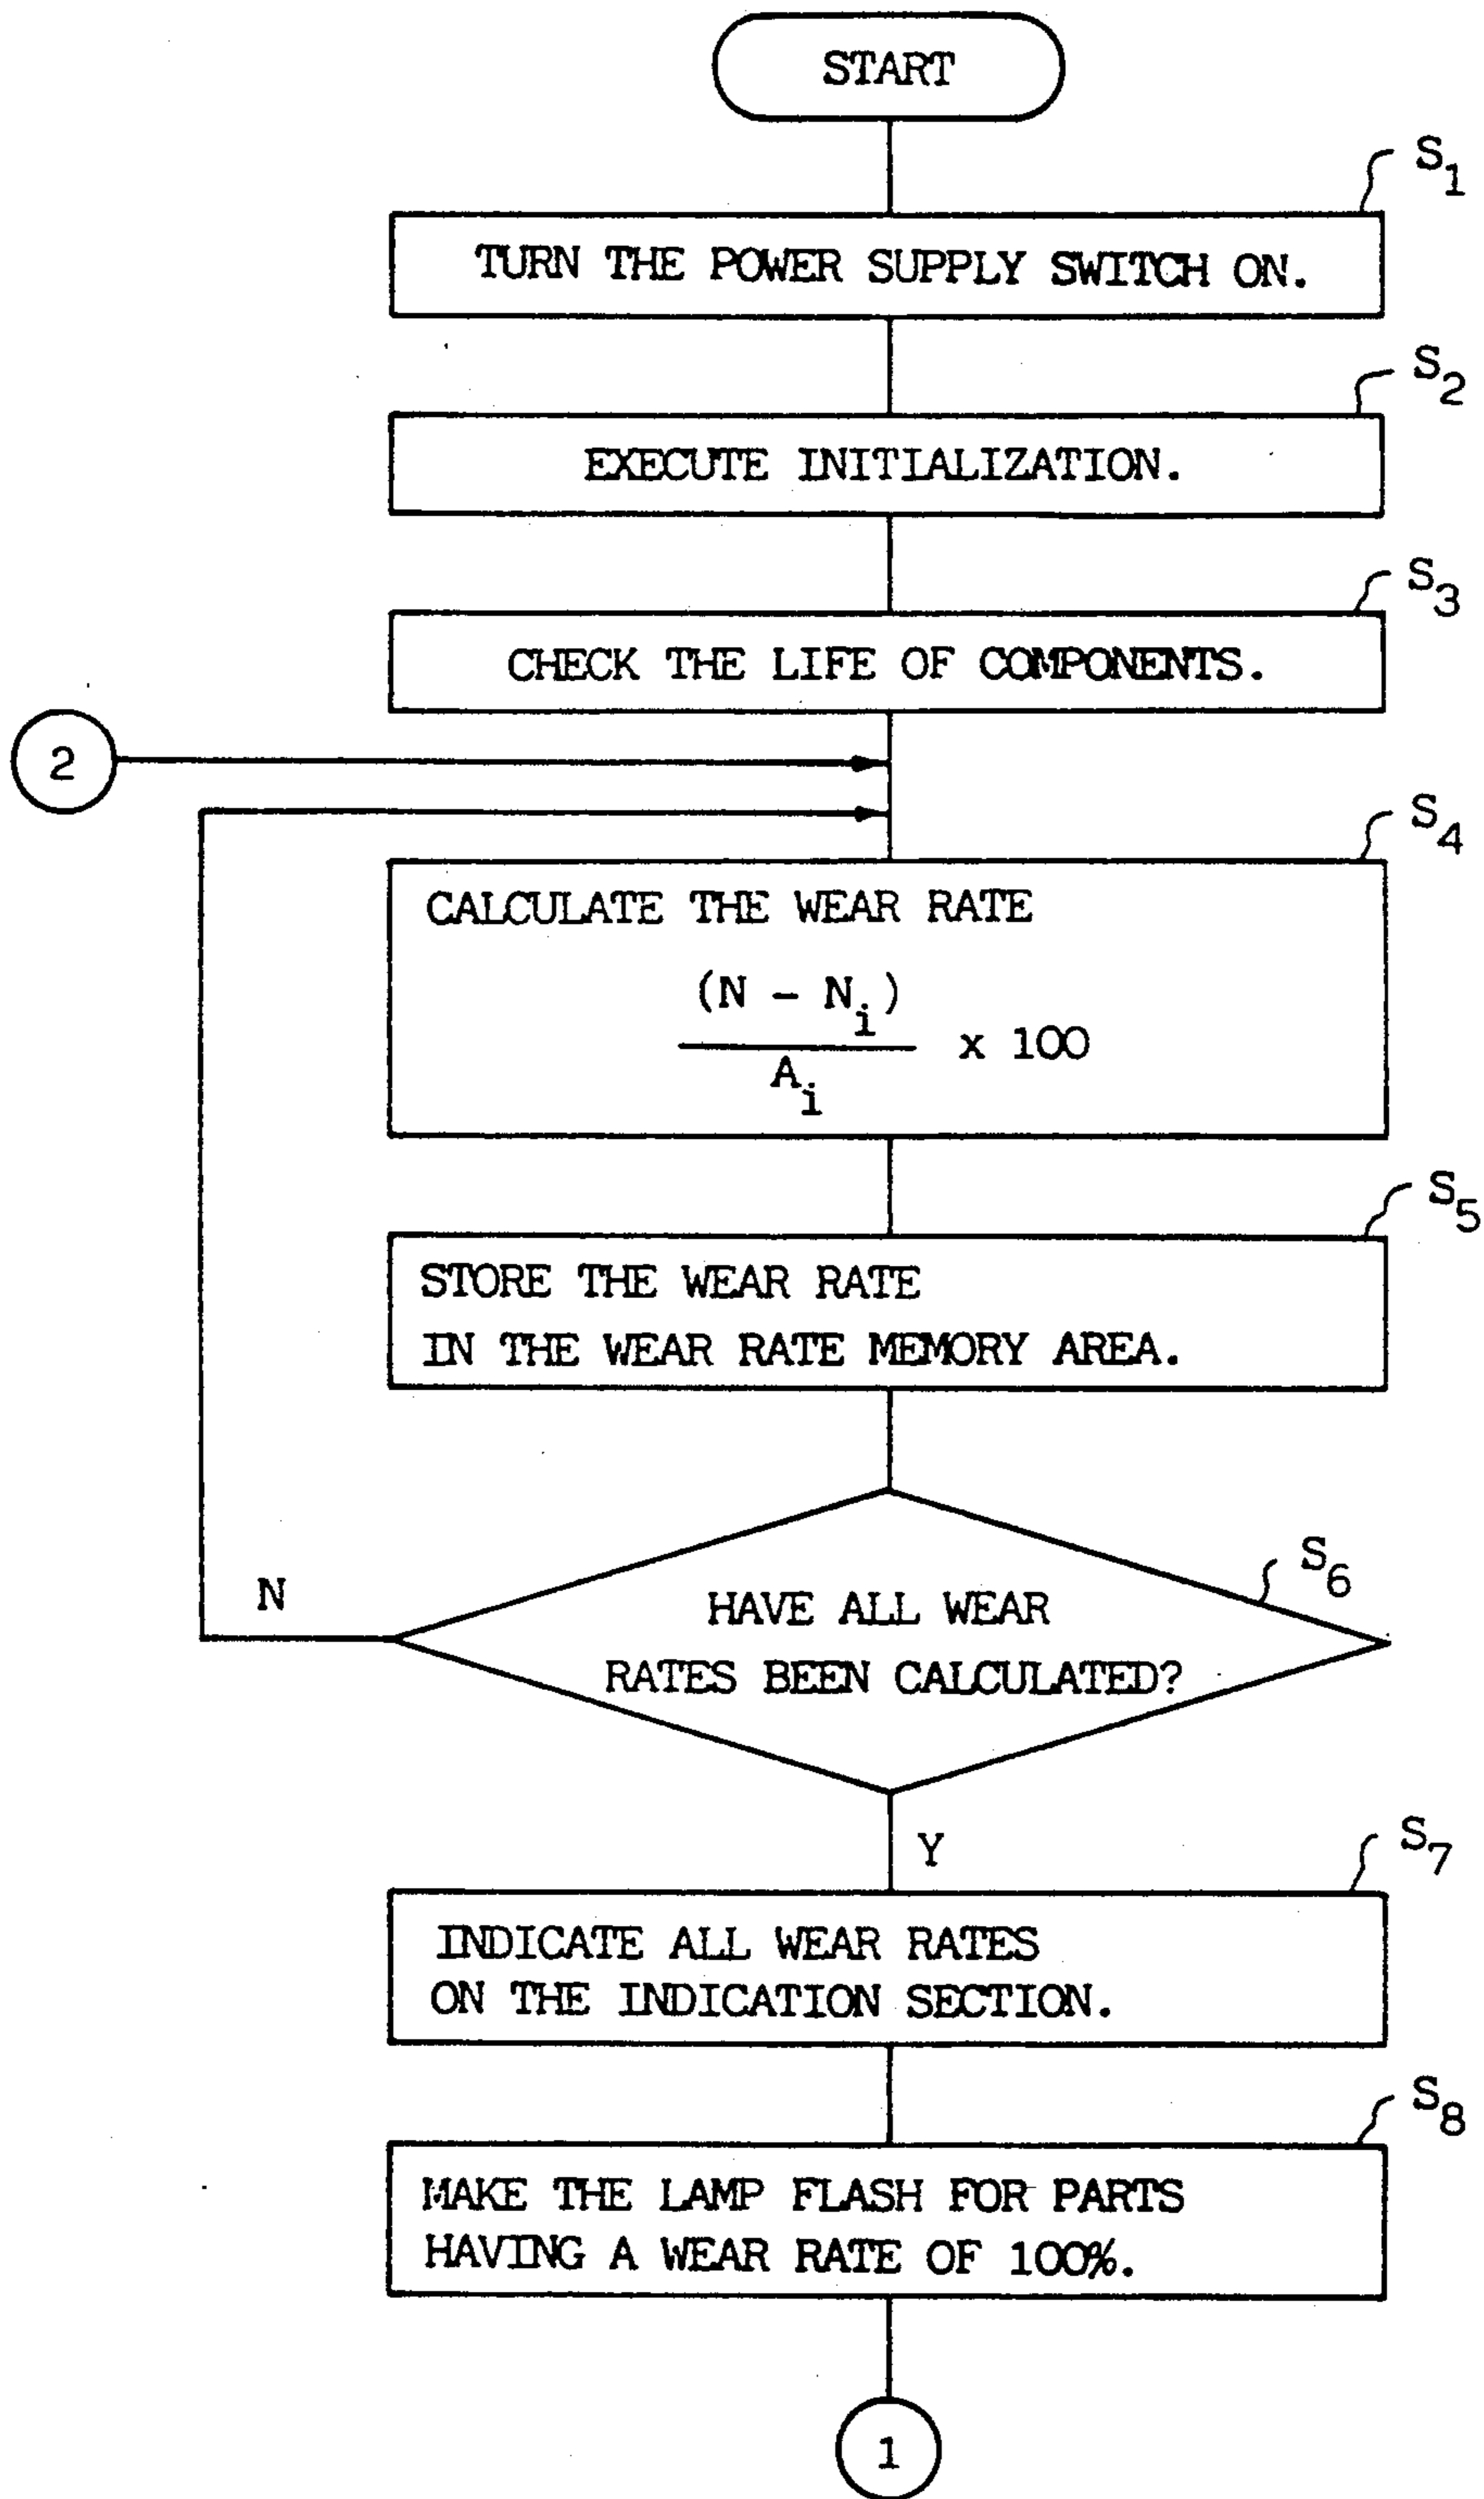 START
S1
TURN THE POWER SUPPLY SWITCH ON.
S2
EXECUTE INITIALIZATION.
S3
CHECK THE LIFE OF COMPONENTS.
2
S4
CALCULATE THE WEAR RATE
(N - Ni)
x 100
Ai
S5
STORE THE WEAR RATE
IN THE WEAR RATE MEMORY AREA.
S6
N
HAVE ALL WEAR
RATES BEEN CALCULATED?
Y
S7
INDICATE ALL WEAR RATES
ON THE INDICATION SECTION.
S8
MAKE THE LAMP FLASH FOR PARTS
HAVING A WEAR RATE OF 100%.
1